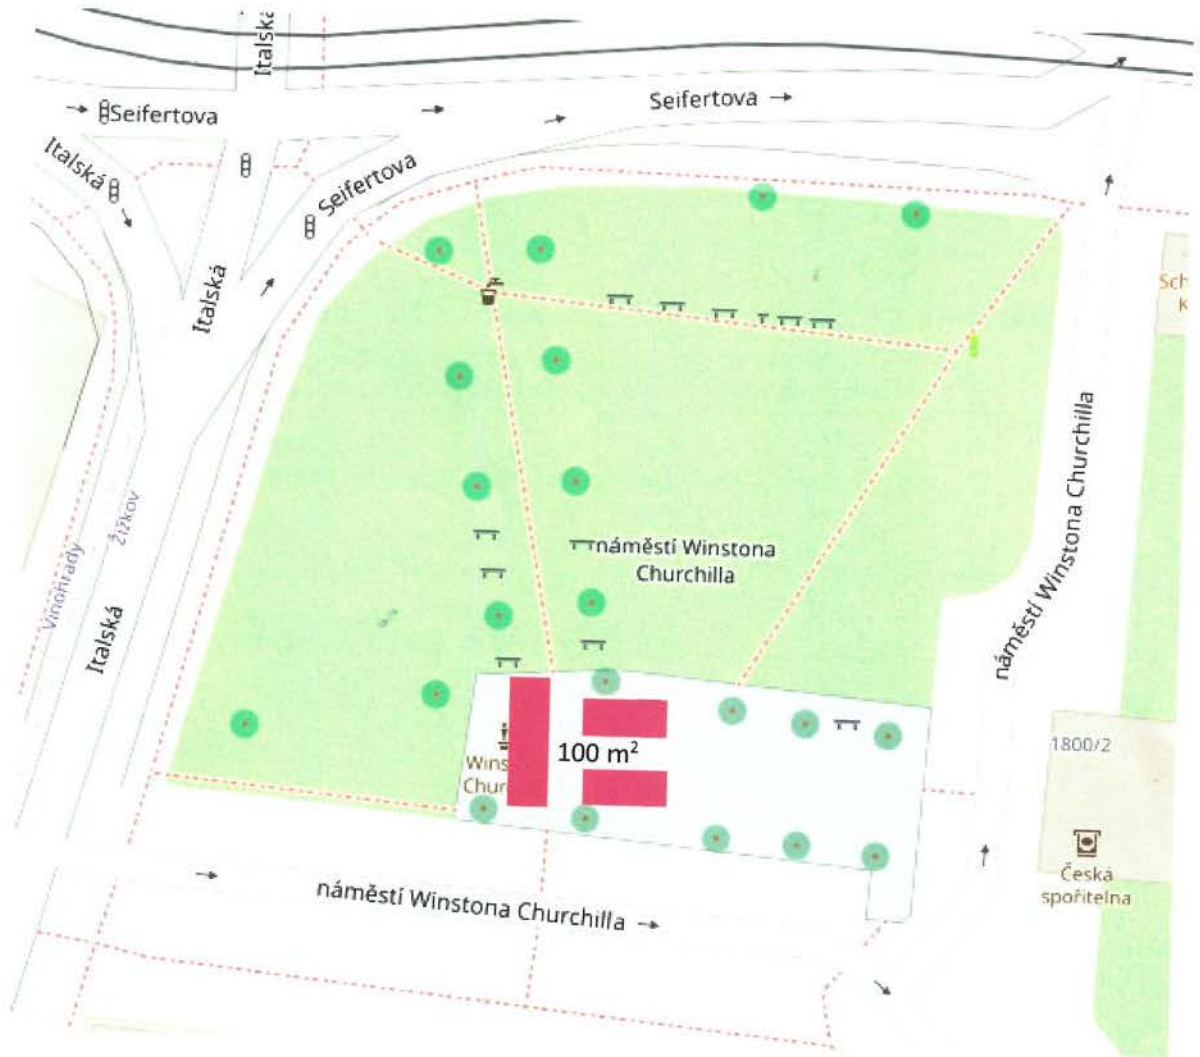 Italská
Seifertova
Seifertova
Italská
Seifertova
Italská
Sch
K
náměstí Winstona Churchilla
Žižkov
Vinohrady
náměstí Winstona
Churchilla
Italská
1800/2
100 m²
Wins
Chur
Česká
spořitelna
náměstí Winstona Churchilla